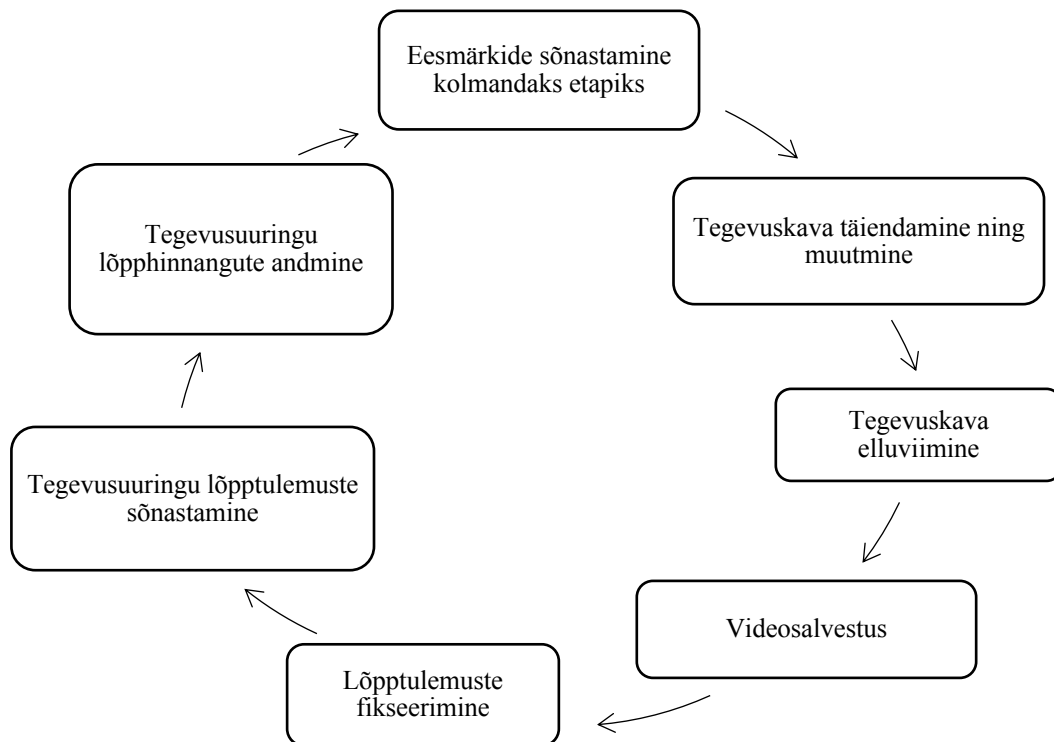 Eesmärkide sõnastamine
kolmandaks etapiks
Tegevuskava täiendamine ning
muutmine
Tegevuskava
elluviimine
Videosalvestus
Lõpptulemuste
fikseerimine
Tegevusuuringu lõpptulemuste
sõnastamine
Tegevusuuringu
lõpphinnangute andmine